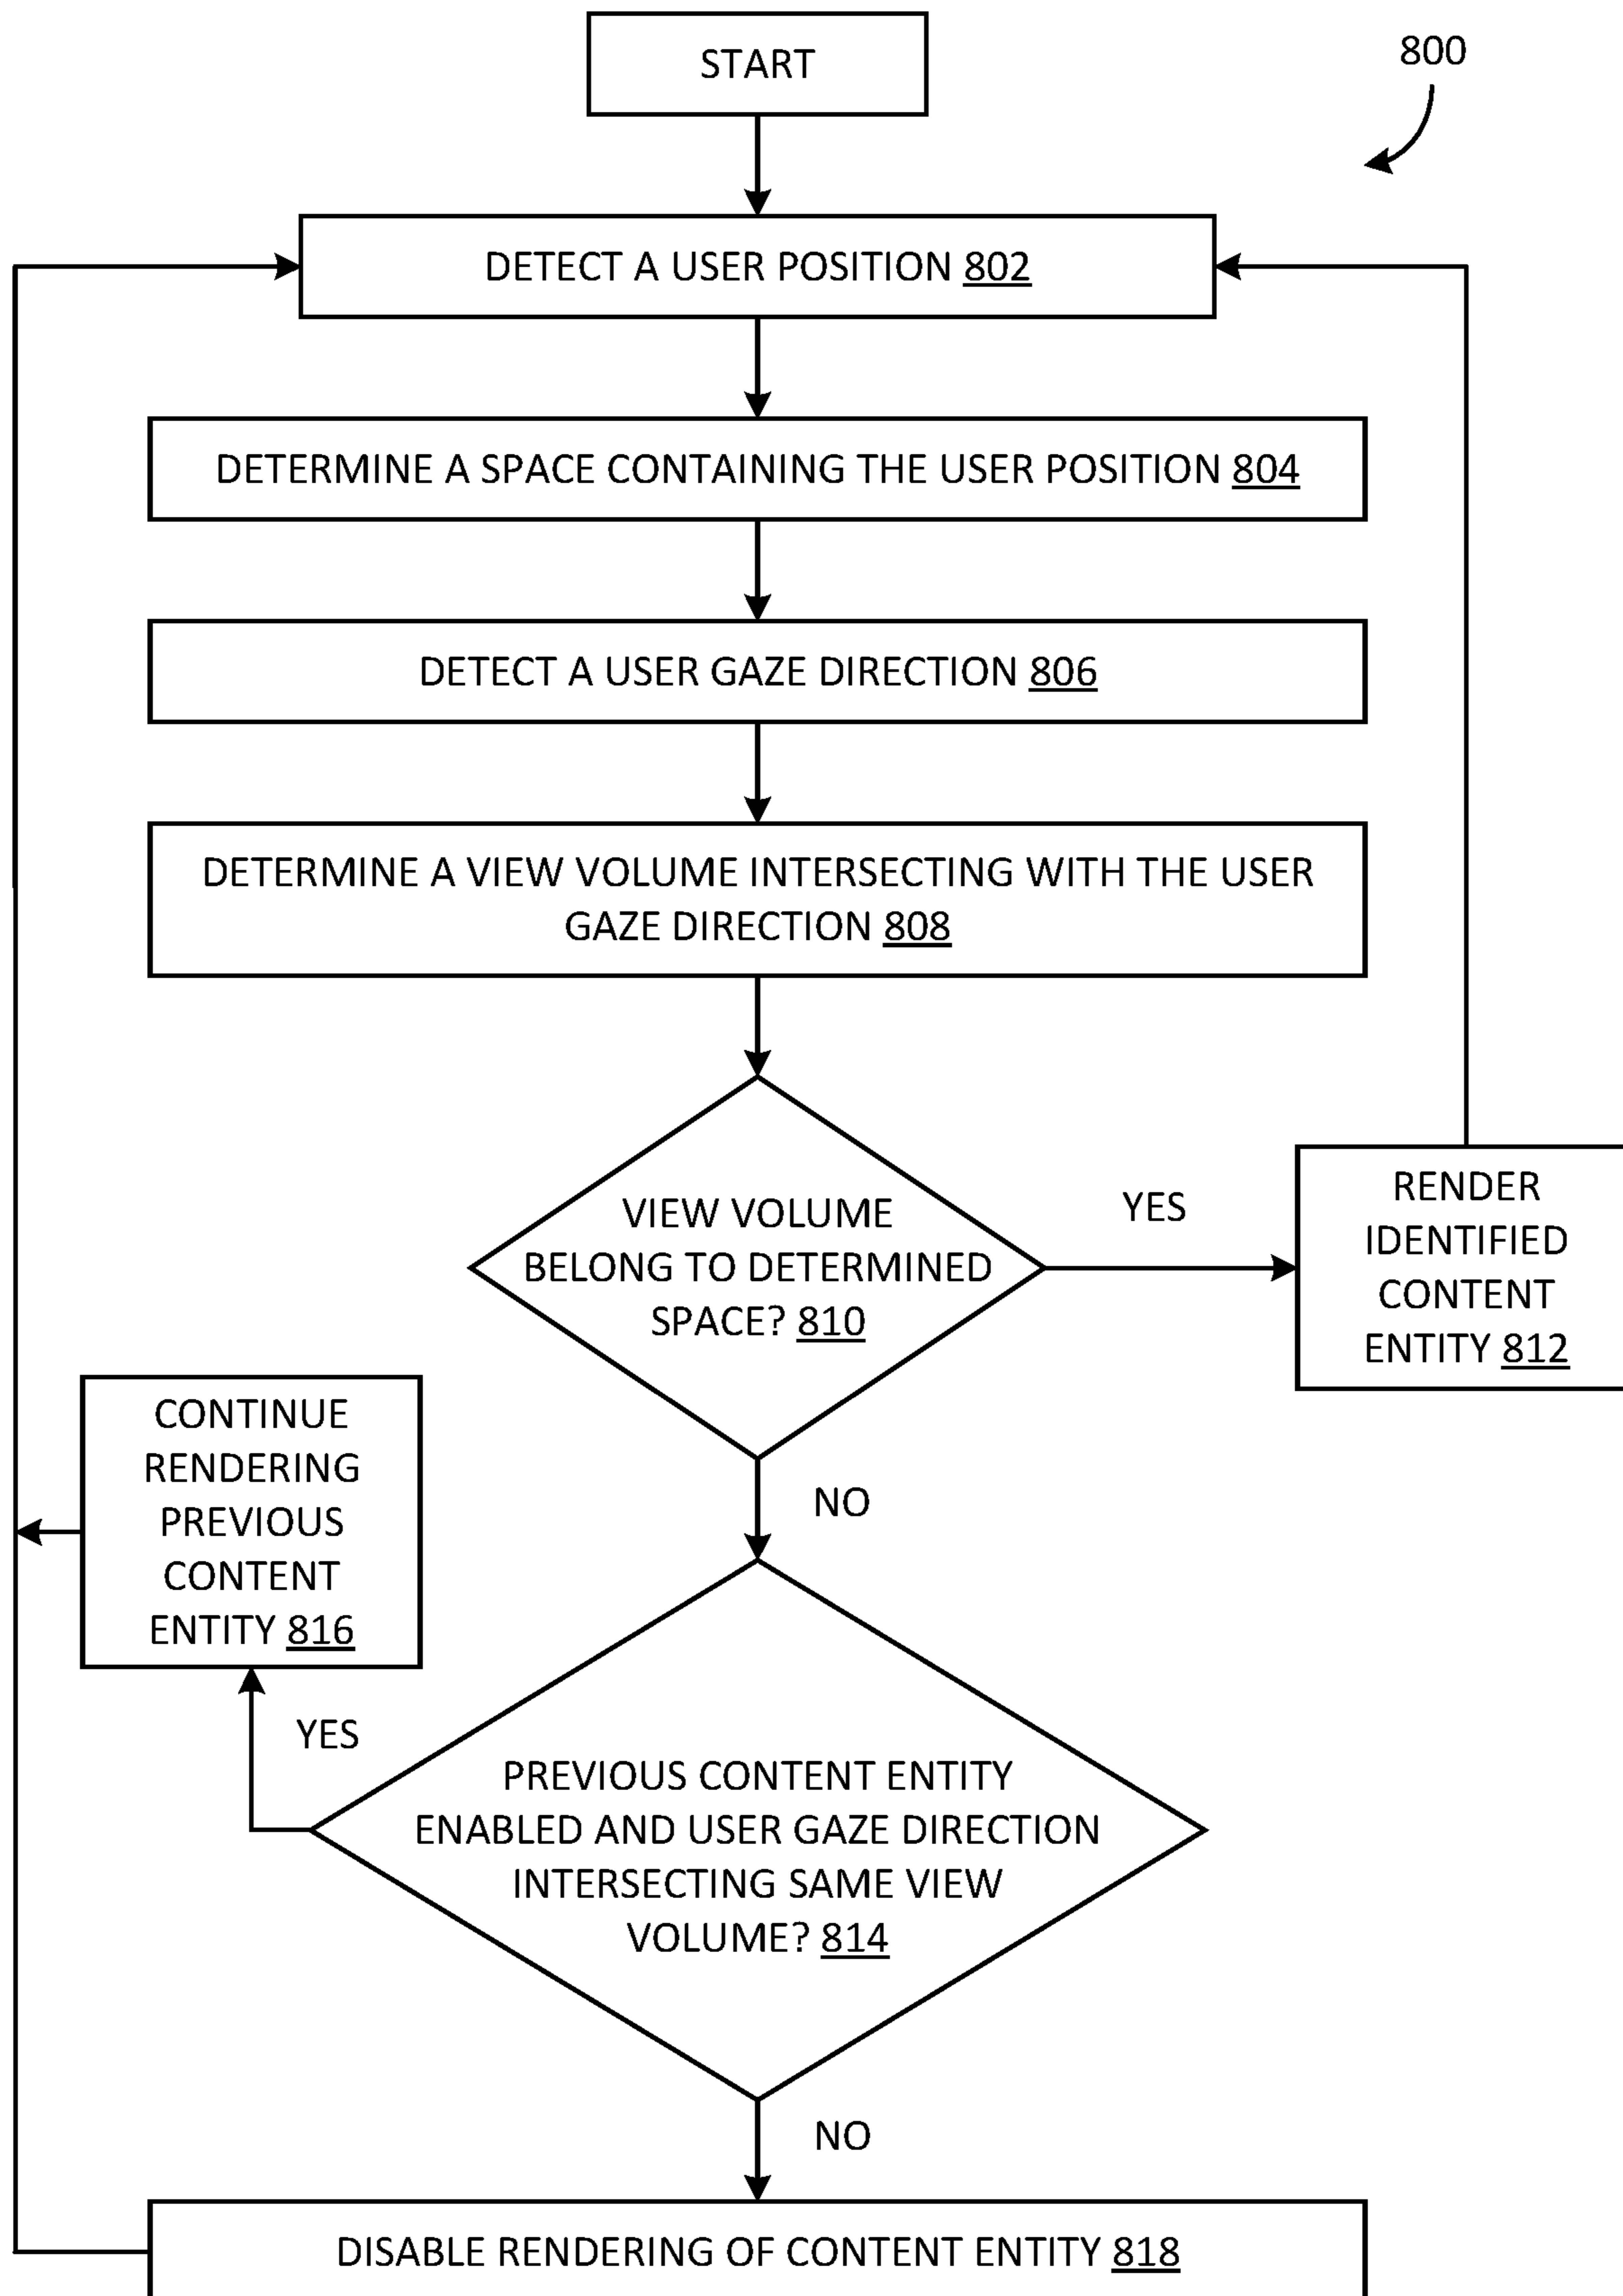 START
800
DETECT A USER POSITION 802
DETERMINE A SPACE CONTAINING THE USER POSITION 804
DETECT A USER GAZE DIRECTION 806
DETERMINE A VIEW VOLUME INTERSECTING WITH THE USER
GAZE DIRECTION 808
VIEW VOLUME
BELONG TO DETERMINED
SPACE? 810
YES
RENDER
IDENTIFIED
CONTENT
ENTITY 812
NO
CONTINUE
RENDERING
PREVIOUS
CONTENT
ENTITY 816
YES
PREVIOUS CONTENT ENTITY
ENABLED AND USER GAZE DIRECTION
INTERSECTING SAME VIEW
VOLUME? 814
NO
DISABLE RENDERING OF CONTENT ENTITY 818